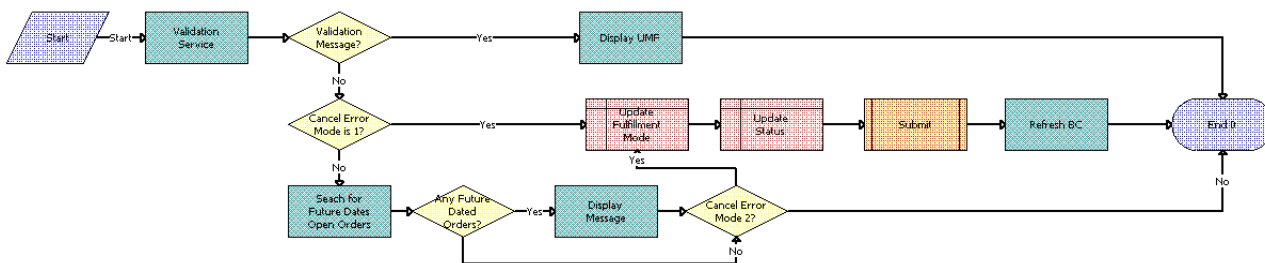 Start
Start
Validation
Service
Validation
Message?
Yes
Display UMF
No
Cancel Error
Mode is 1?
Yes
Update
Fulfillment
Mode
Update
Status
Submit
Refresh BC
End 0
No
Yes
No
Seach for
Future Dates
Open Orders
Any Future
Dated
Orders?
Yes
Display
Message
Cancel Error
Mode 2?
No